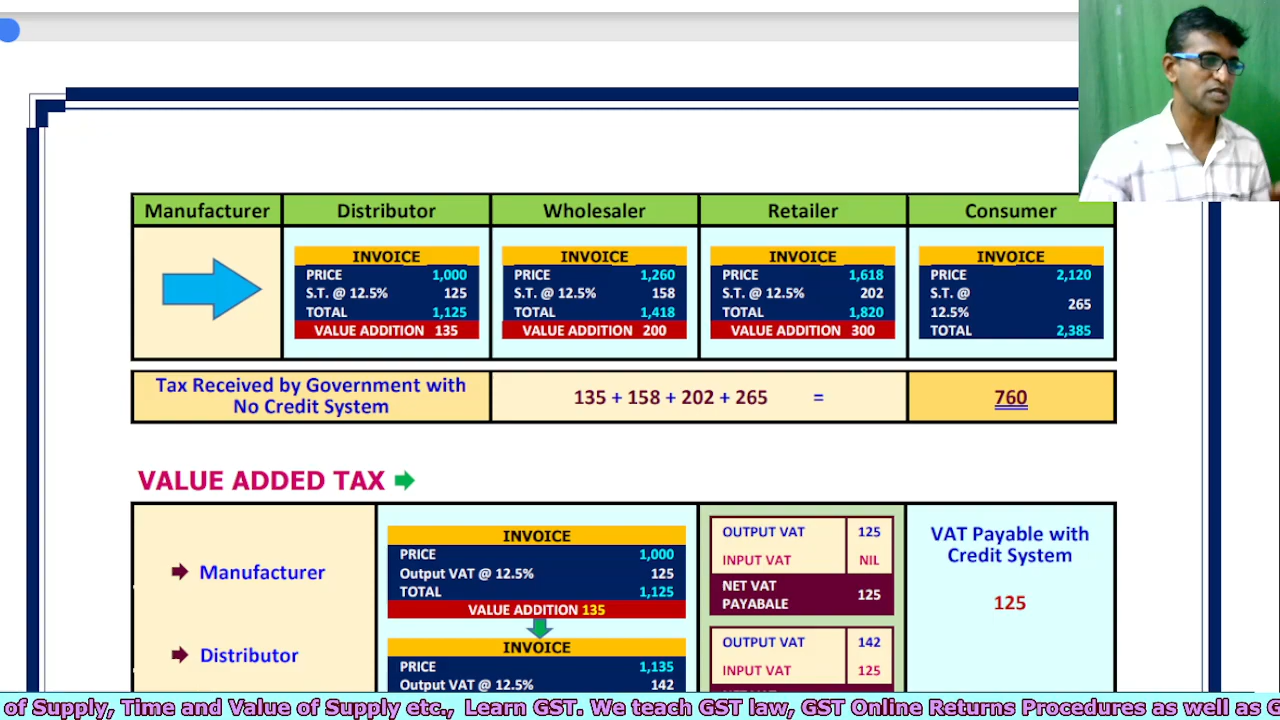 Manufacturer
Distributor
Wholesaler
Retailer
Consumer
INVOICE
PRICE 1,000
S.T. @ 12.5% 125
TOTAL 1,125
VALUE ADDITION 135
INVOICE
PRICE 1,260
S.T. @ 12.5% 158
TOTAL 1,418
VALUE ADDITION 200
INVOICE
PRICE 1,618
S.T. @ 12.5% 202
TOTAL 1,820
VALUE ADDITION 300
INVOICE
PRICE 2,120
S.T. @
12.5% 265
TOTAL 2,385
Tax Received by Government with
No Credit System
135 + 158 + 202 + 265 =
760
VALUE ADDED TAX
Manufacturer
INVOICE
PRICE 1,000
Output VAT @ 12.5% 125
TOTAL 1,125
VALUE ADDITION 135
OUTPUT VAT 125
INPUT VAT NIL
NET VAT
PAYABALE 125
VAT Payable with
Credit System
125
Distributor
INVOICE
PRICE 1,135
Output VAT @ 12.5% 142
OUTPUT VAT 142
INPUT VAT 125
of Supply, Time and Value of Supply etc., Learn GST. We teach GST law, GST Online Returns Procedures as well as G